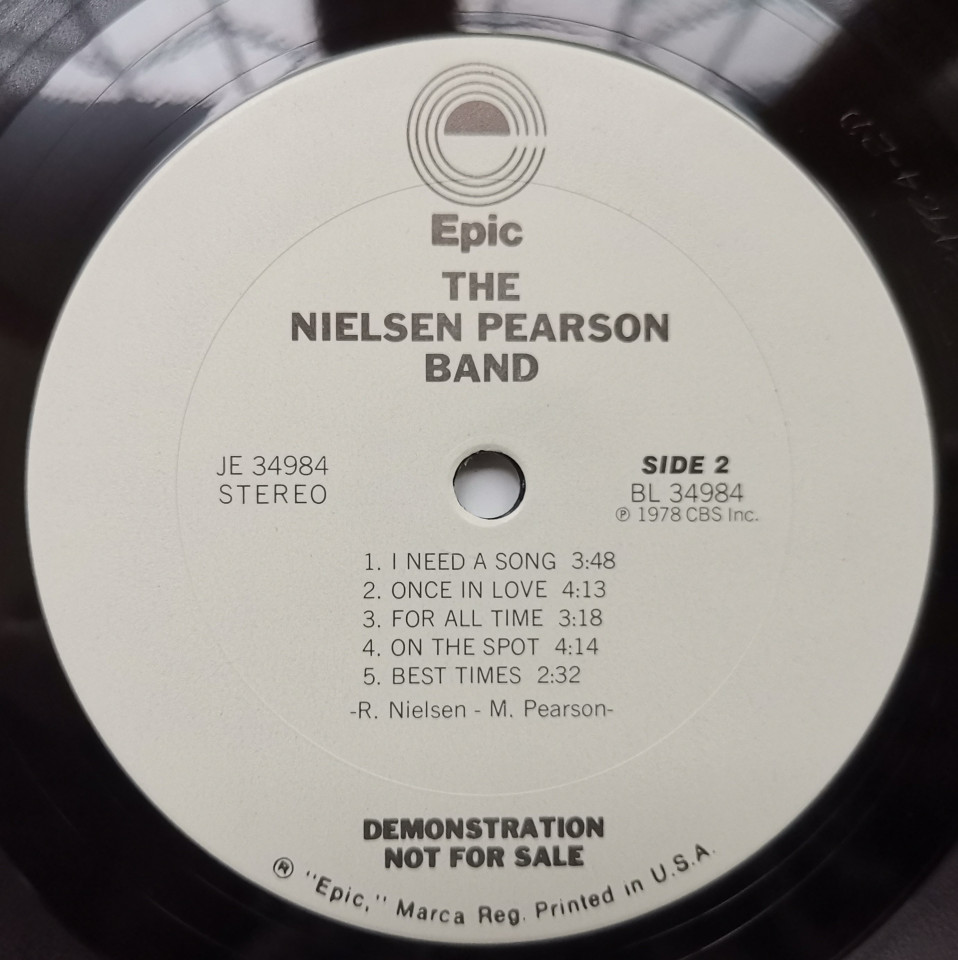 Epic
THE
NIELSEN PEARSON
BAND
JE 34984
STEREO
SIDE 2
BL 34984
℗ 1978 CBS Inc.
1. I NEED A SONG 3:48
2. ONCE IN LOVE 4:13
3. FOR ALL TIME 3:18
4. ON THE SPOT 4:14
5. BEST TIMES 2:32
-R. Nielsen - M. Pearson-
DEMONSTRATION
NOT FOR SALE
® "Epic," Marca Reg. Printed in U.S.A.